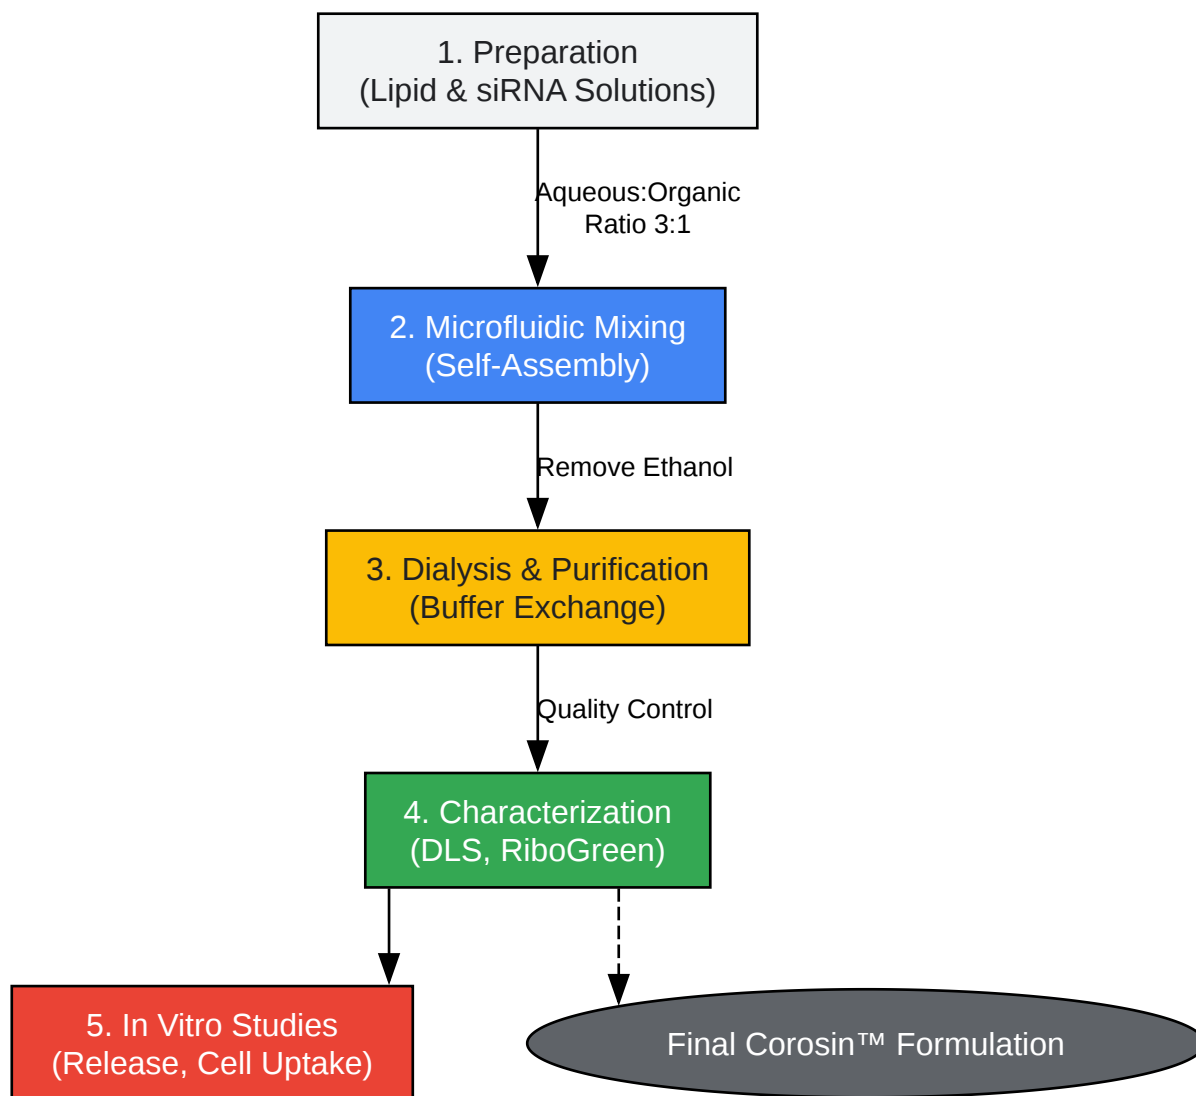 1. Preparation
(Lipid & siRNA Solutions)
Aqueous:Organic
Ratio 3:1
2. Microfluidic Mixing
(Self-Assembly)
Remove Ethanol
3. Dialysis & Purification
(Buffer Exchange)
Quality Control
4. Characterization
(DLS, RiboGreen)
5. In Vitro Studies
(Release, Cell Uptake)
Final Corosin™ Formulation